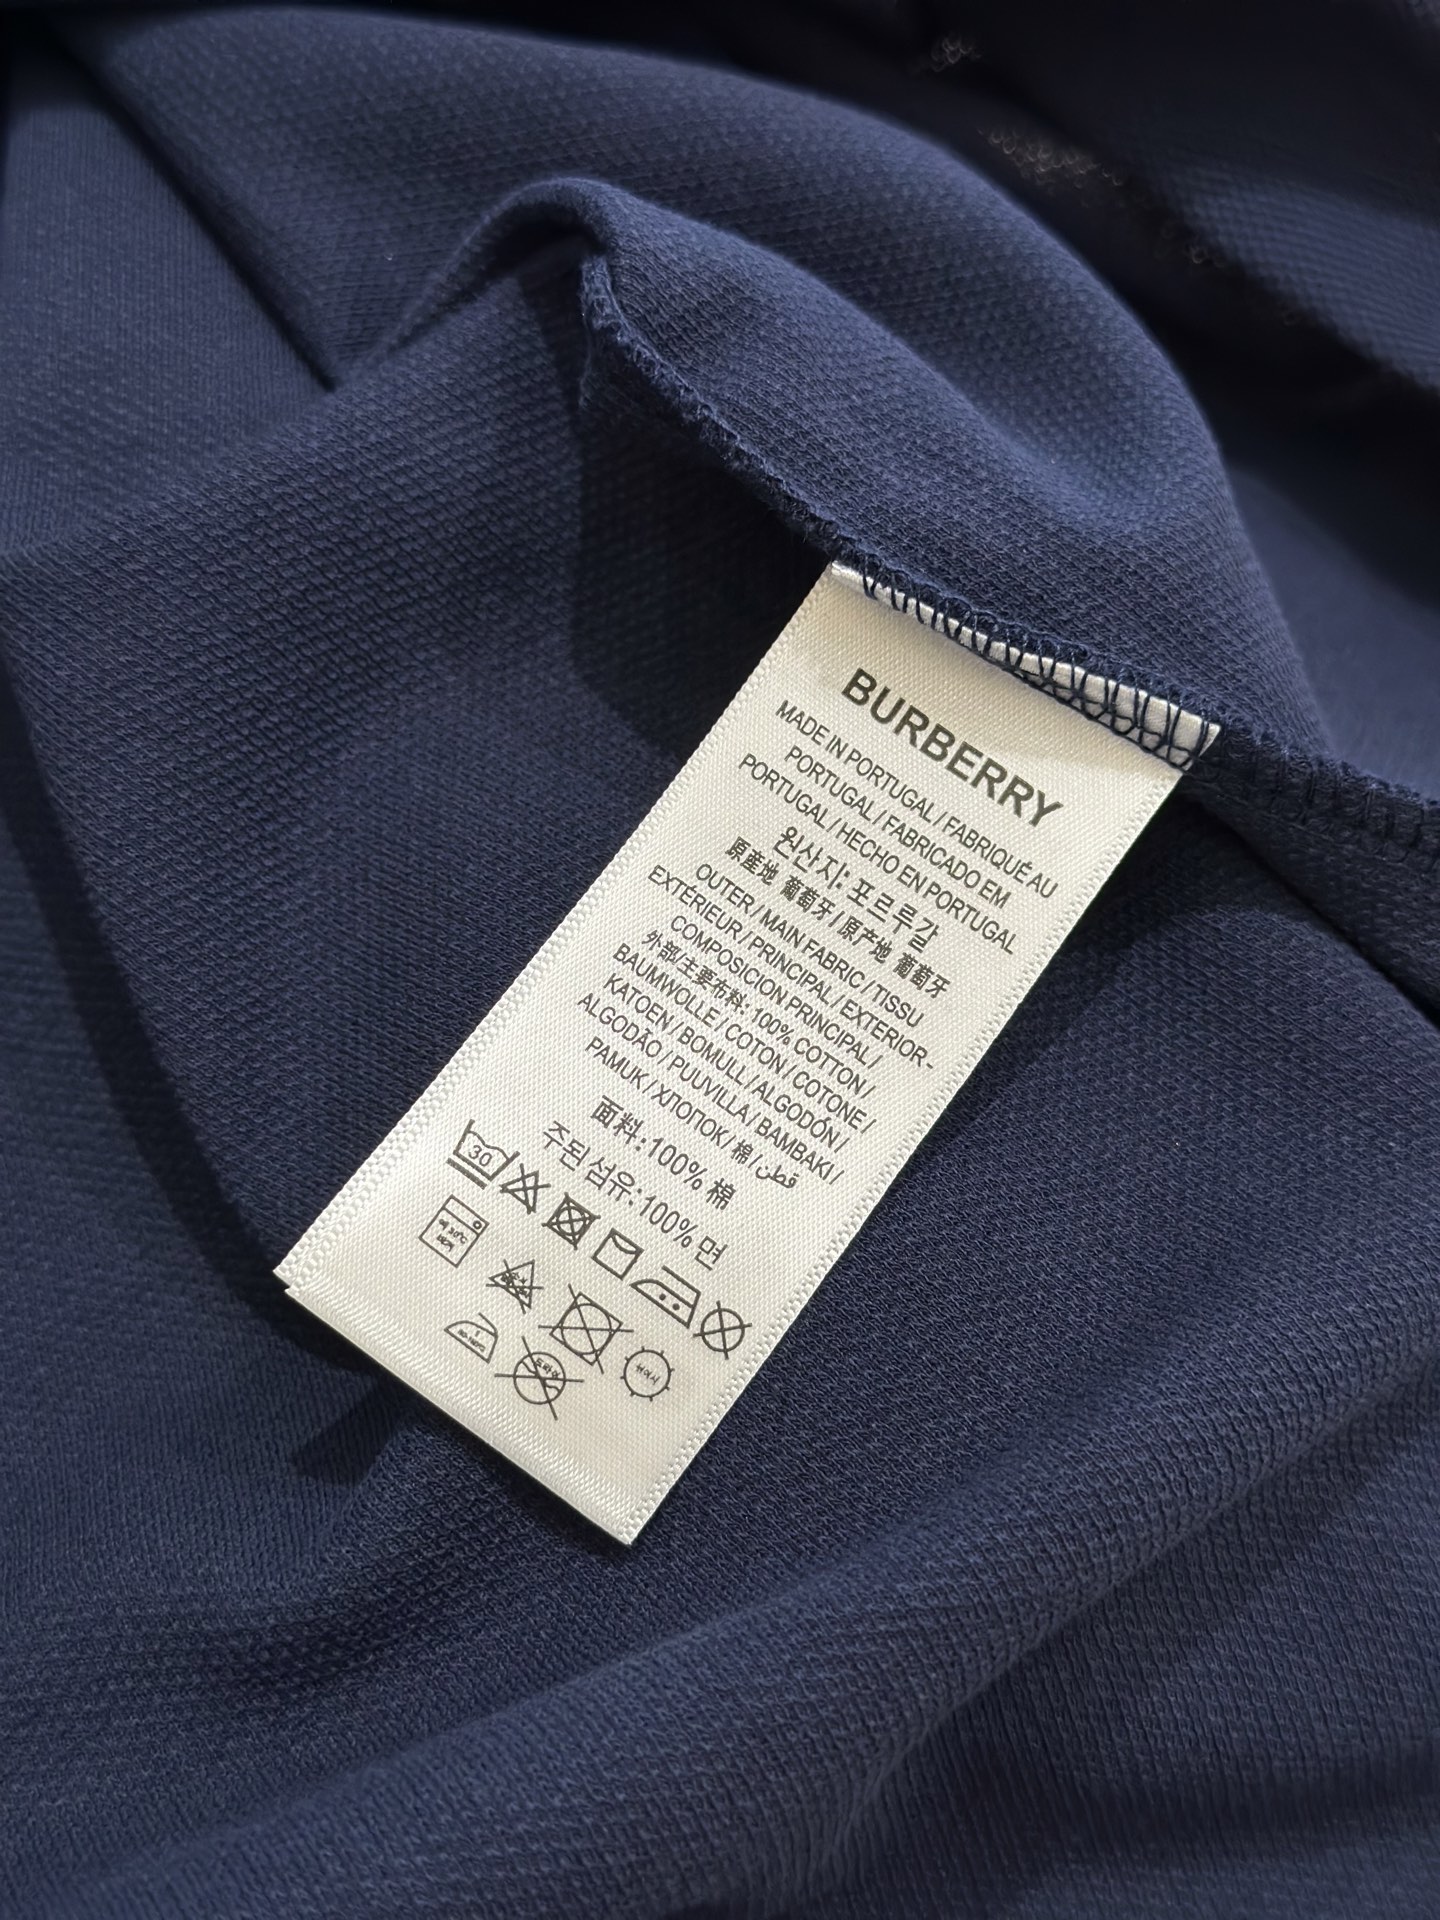 BURBERRY
MADE IN PORTUGAL / FABRIQUÉ AU
PORTUGAL / FABRICADO EM
PORTUGAL / HECHO EN PORTUGAL
원산지: 포르투갈
原產地 葡萄牙 / 原产地 葡萄牙
OUTER / MAIN FABRIC / TISSU
EXTÉRIEUR / PRINCIPAL / EXTERIOR-
COMPOSICION PRINCIPAL /
外部/主要布料: 100% COTTON /
BAUMWOLLE / COTON / COTONE /
KATOEN / BOMULL / ALGODÓN /
ALGODÃO / PUUVILLA / BAMBAKI /
PAMUK / ХЛОПОК / 棉 / قطن
面料:100% 棉
주된섬유:100% 면
30